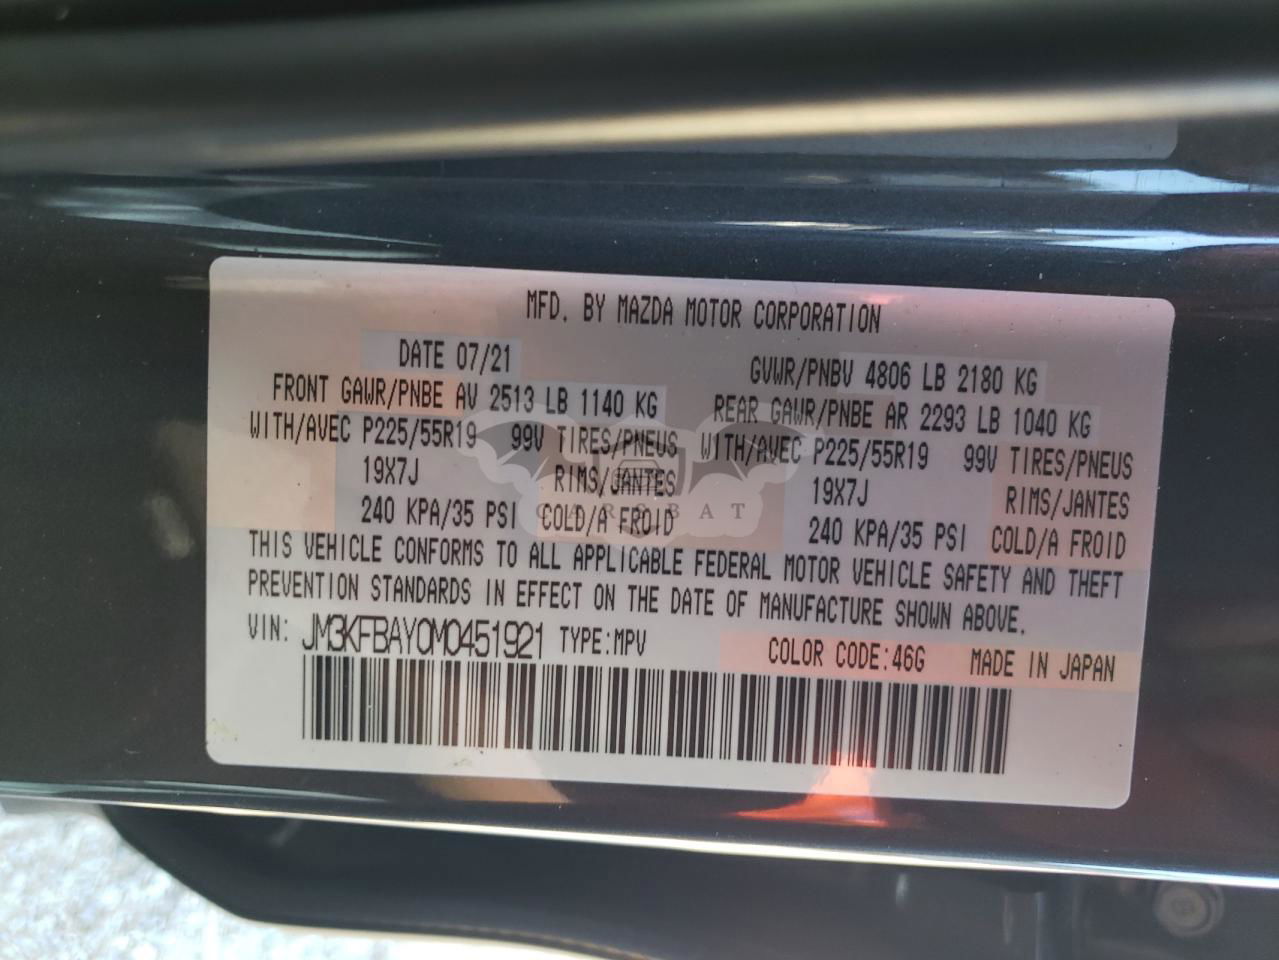 MFD. BY MAZDA MOTOR CORPORATION
DATE 07/21 GVWR/PNBV 4806 LB 2180 KG
FRONT GAWR/PNBE AV 2513 LB 1140 KG REAR GAWR/PNBE AR 2293 LB 1040 KG
WITH/AVEC P225/55R19 99V TIRES/PNEUS WITH/AVEC P225/55R19 99V TIRES/PNEUS
19X7J RIMS/JANTES 19X7J RIMS/JANTES
240 KPA/35 PSI COLD/A FROID 240 KPA/35 PSI COLD/A FROID
CARSBAT
THIS VEHICLE CONFORMS TO ALL APPLICABLE FEDERAL MOTOR VEHICLE SAFETY AND THEFT
PREVENTION STANDARDS IN EFFECT ON THE DATE OF MANUFACTURE SHOWN ABOVE.
VIN: JM3KFBAY0M0451921 TYPE:MPV COLOR CODE:46G MADE IN JAPAN